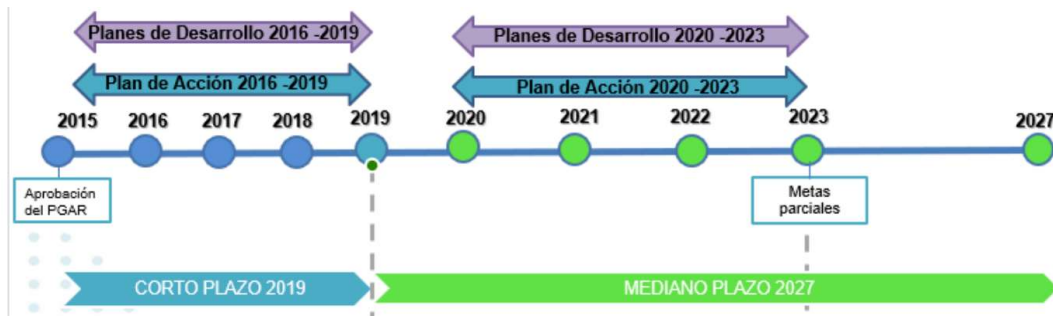 Planes de Desarrollo 2016 -2019
Planes de Desarrollo 2020 -2023
Plan de Acción 2016 -2019
Plan de Acción 2020 -2023
2015 2016 2017 2018 2019 2020 2021 2022 2023 2027
Aprobación
del PGAR
Metas
parciales
CORTO PLAZO 2019
MEDIANO PLAZO 2027